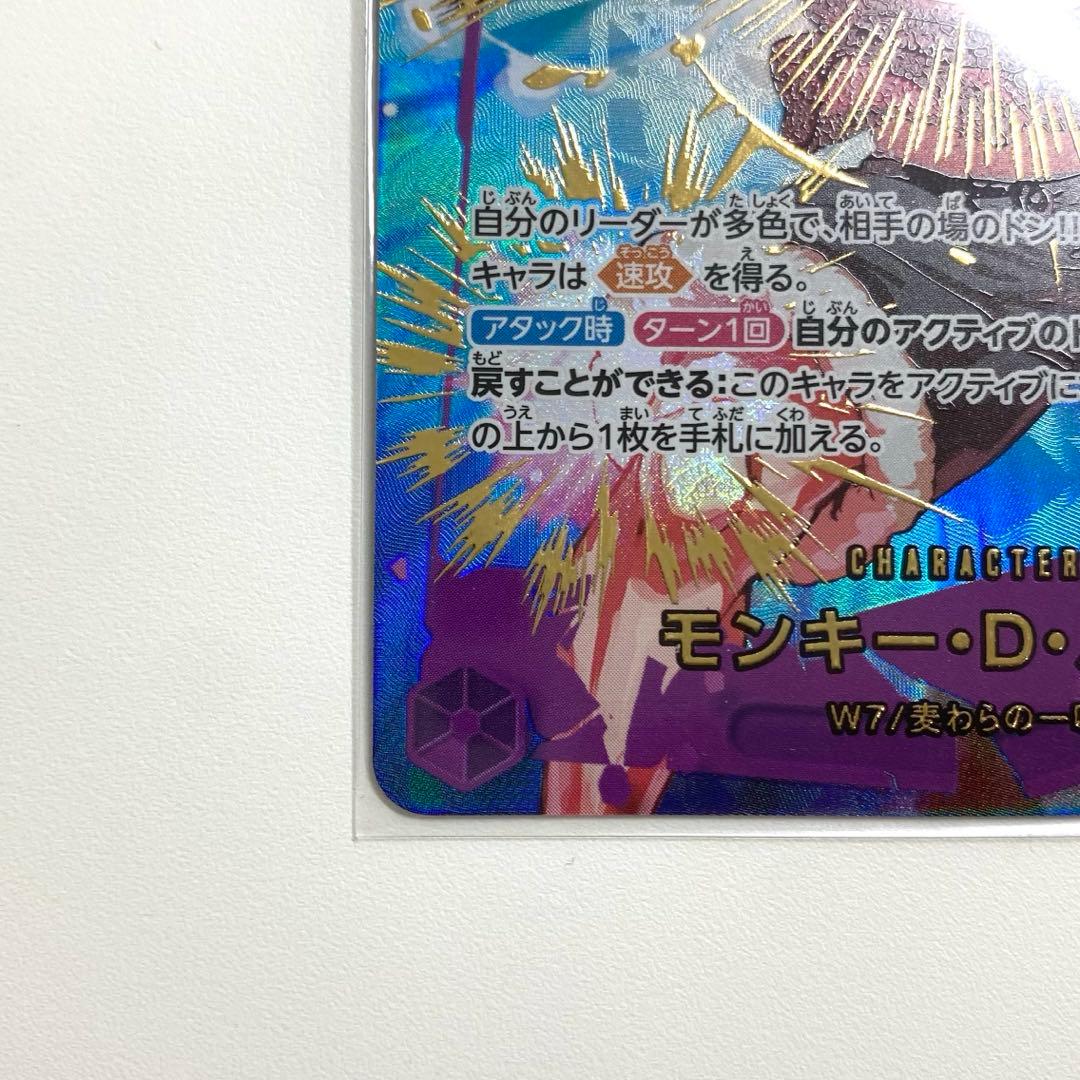 自分のリーダーが多色で、相手の場のドン!!
キャラは 速攻 を得る。
アタック時 ターン1回 自分のアクティブの
戻すことができる:このキャラをアクティブに
の上から1枚を手札に加える。
CHARACTER
モンキー・D・
W7/麦わらの一